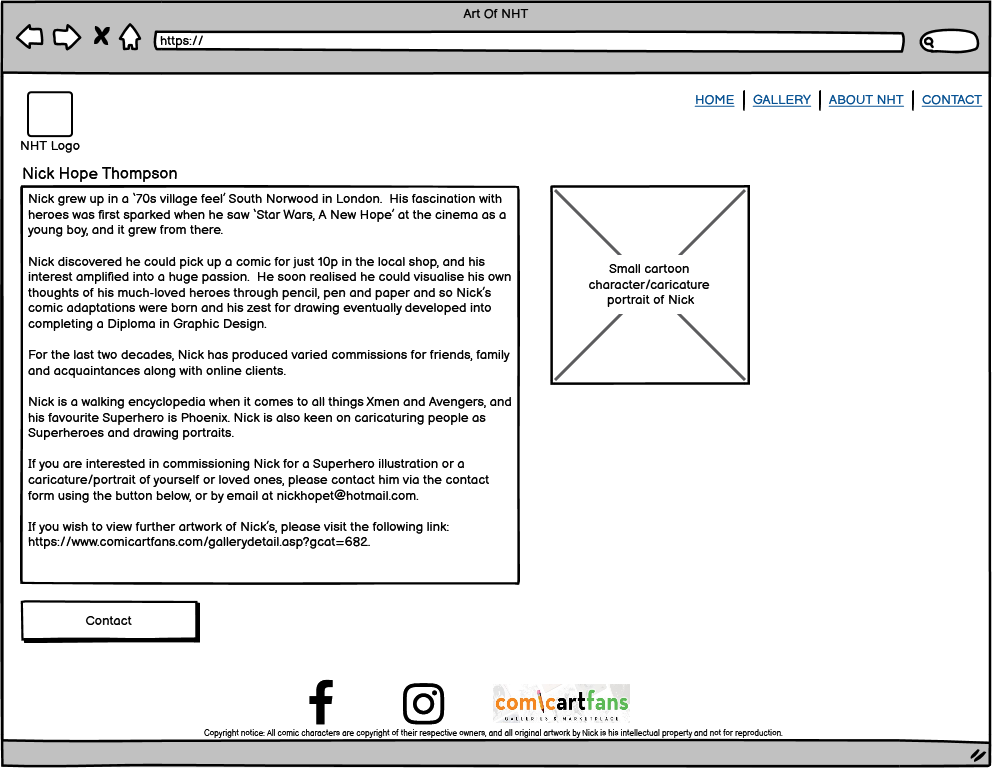 Art Of NHT
https://
HOME
GALLERY
ABOUT NHT
CONTACT
NHT Logo
Nick Hope Thompson
Nick grew up in a '70s village feel' South Norwood in London.  His fascination with
heroes was first sparked when he saw 'Star Wars, A New Hope' at the cinema as a
young boy, and it grew from there.
Nick discovered he could pick up a comic for just 10p in the local shop, and his
interest amplified into a huge passion.  He soon realised he could visualise his own
thoughts of his much-loved heroes through pencil, pen and paper and so Nick's
comic adaptations were born and his zest for drawing eventually developed into
completing a Diploma in Graphic Design.
For the last two decades, Nick has produced varied commissions for friends, family
and acquaintances along with online clients.
Nick is a walking encyclopedia when it comes to all things Xmen and Avengers, and
his favourite Superhero is Phoenix. Nick is also keen on caricaturing people as
Superheroes and drawing portraits.
If you are interested in commissioning Nick for a Superhero illustration or a
caricature/portrait of yourself or loved ones, please contact him via the contact
form using the button below, or by email at nickhopet@hotmail.com.
If you wish to view further artwork of Nick's, please visit the following link:
https://www.comicartfans.com/gallerydetail.asp?gcat=682.
Small cartoon
character/caricature
portrait of Nick
Contact
comicartfans
GALLERIES & MARKETPLACE
Copyright notice: All comic characters are copyright of their respective owners, and all original artwork by Nick is his intellectual property and not for reproduction.